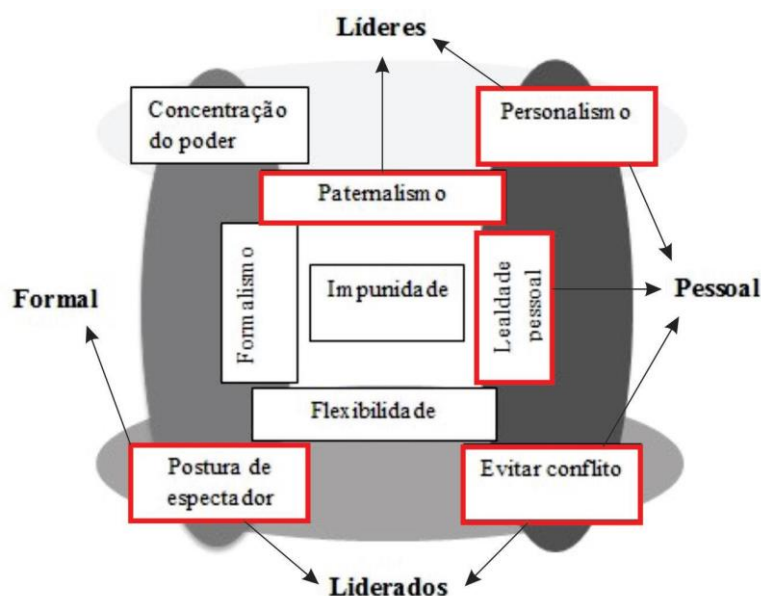 Líderes
Concentração
do poder
Personalismo
Paternalismo
Formalismo
Impunidade
Lealdade
pessoal
Formal
Pessoal
Flexibilidade
Postura de
espectador
Evitar conflito
Liderados